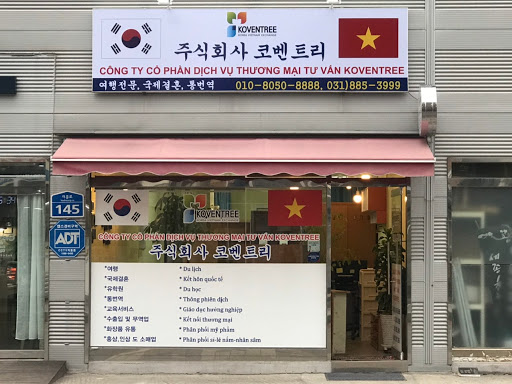 KOVENTREE
주식회사 코벤트리
CÔNG TY CỔ PHẦN DỊCH VỤ THƯƠNG MẠI TƯ VẤN KOVENTREE
여행전문, 국제결혼, 통번역 010-8050-8888, 031)885-3999
145
ADT
KOVENTREE
CÔNG TY CỔ PHẦN DỊCH VỤ THƯƠNG MẠI TƯ VẤN KOVENTREE
주식회사 코벤트리
*여행 *Du lịch
*국제결혼 *Kết hôn quốc tế
*유학원 *Du học
*통번역 *Thông phiên dịch
*교육서비스 *Giáo dục hướng nghiệp
*수출입 및 무역업 *Kết nối thương mại
*화장품 유통 *Phân phối mỹ phẩm
*홍삼,인삼 도 소매업 *Phân phối sỉ-lẻ nấm-nhân sâm